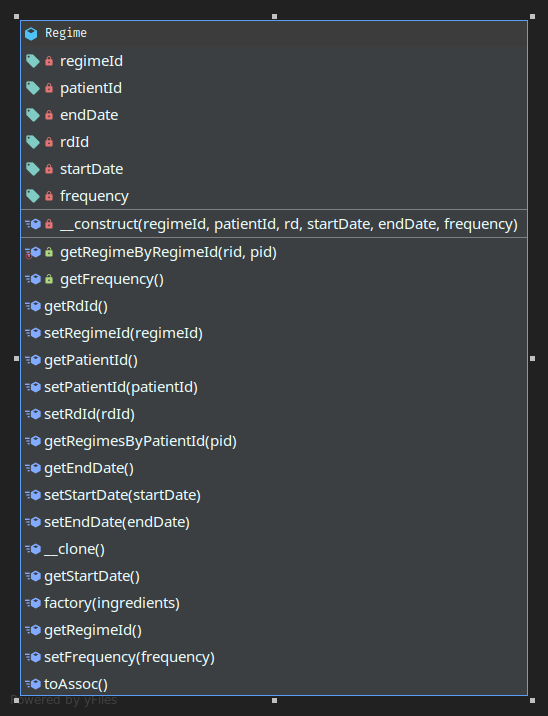 Regime
regimeId
patientId
endDate
rdId
startDate
frequency
__construct(regimeId, patientId, rd, startDate, endDate, frequency)
getRegimeByRegimeId(rid, pid)
getFrequency()
getRdId()
setRegimeId(regimeId)
getPatientId()
setPatientId(patientId)
setRdId(rdId)
getRegimesByPatientId(pid)
getEndDate()
setStartDate(startDate)
setEndDate(endDate)
__clone()
getStartDate()
factory(ingredients)
getRegimeId()
setFrequency(frequency)
toAssoc()
Powered by yFiles